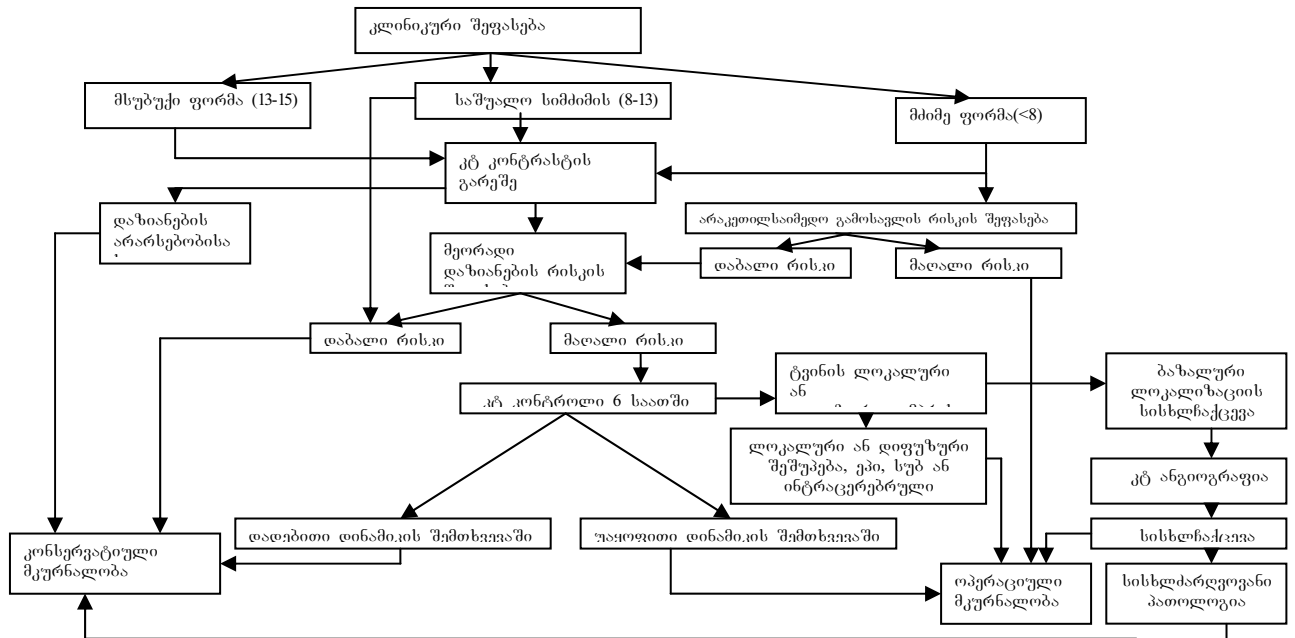 კლინიკური შეფასება
მსუბუქი ფორმა (13-15)
საშუალო სიმძიმის (8-13)
მძიმე ფორმა(<8)
კტ კონტრასტის
გარეშე
დაზიანების
არარსებობისა
არაკეთილსაიმედო გამოსავლის რისკის შეფასება
მეორადი
დაზიანების რისკის
დაბალი რისკი
მაღალი რისკი
დაბალი რისკი
მაღალი რისკი
კტ კონტროლი 6 საათში
ტვინის ლოკალური
ან
ბაზალური
ლოკალიზაციის
სისხლჩაქცევა
ლოკალური ან დიფუზური
შეშუპება, ეპი, სუბ ან
ინტრაცერებრული
კტ ანგიოგრაფია
დადებითი დინამიკის შემთხვევაში
უარყოფითი დინამიკის შემთხვევაში
სისხლჩაქცევა
კონსერვატიული
მკურნალობა
ოპერაციული
მკურნალობა
სისხლძარღვოვანი
პათოლოგია